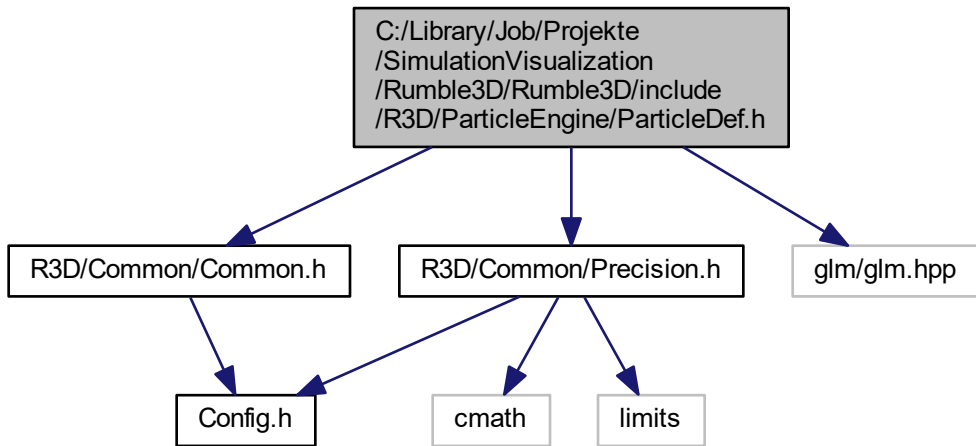 C:/Library/Job/Projekte
/SimulationVisualization
/Rumble3D/Rumble3D/include
/R3D/ParticleEngine/ParticleDef.h
R3D/Common/Common.h
R3D/Common/Precision.h
glm/glm.hpp
Config.h
cmath
limits